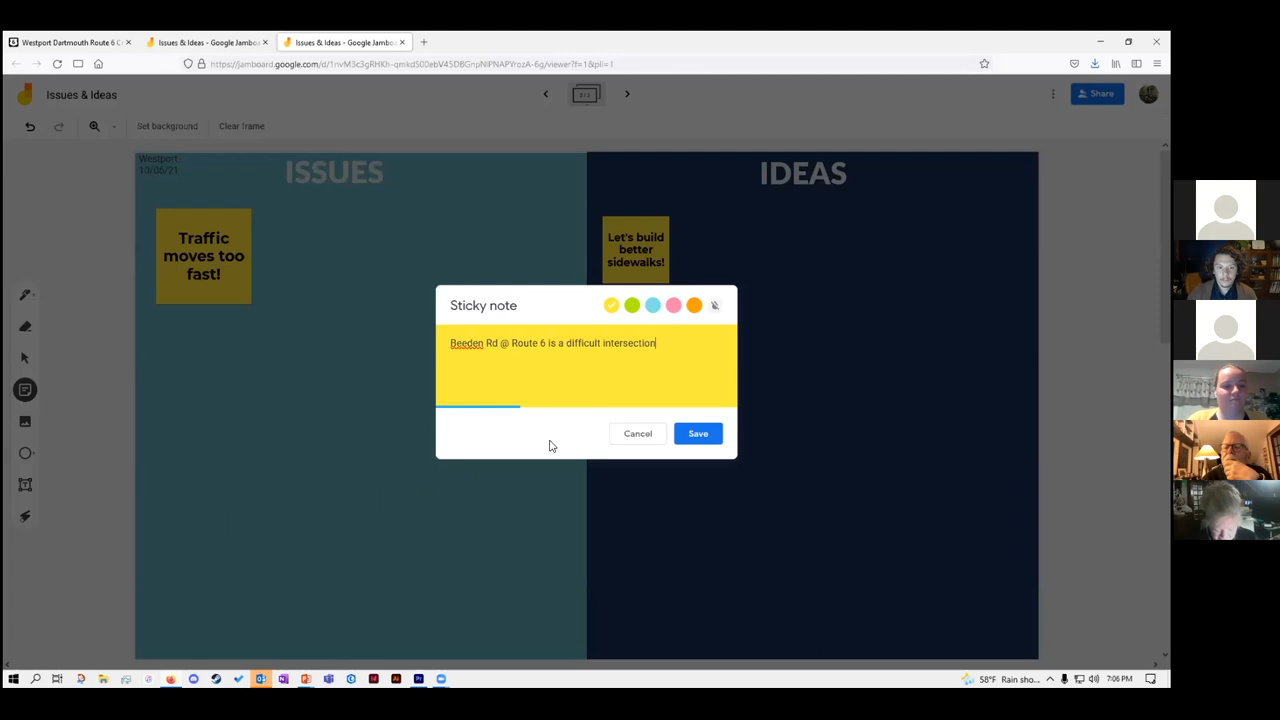 Westport Dartmouth Route 6 C
Issues & Ideas - Google Jambo
Issues & Ideas - Google Jambo
Issues & Ideas
Share
Set background
Clear frame
Westport
10/06/21
ISSUES
IDEAS
Traffic
moves too
fast!
Let's build
better
sidewalks!
Sticky note
Beeden Rd @ Route 6 is a difficult intersection
Cancel
Save
58°F Rain sho...
7:06 PM